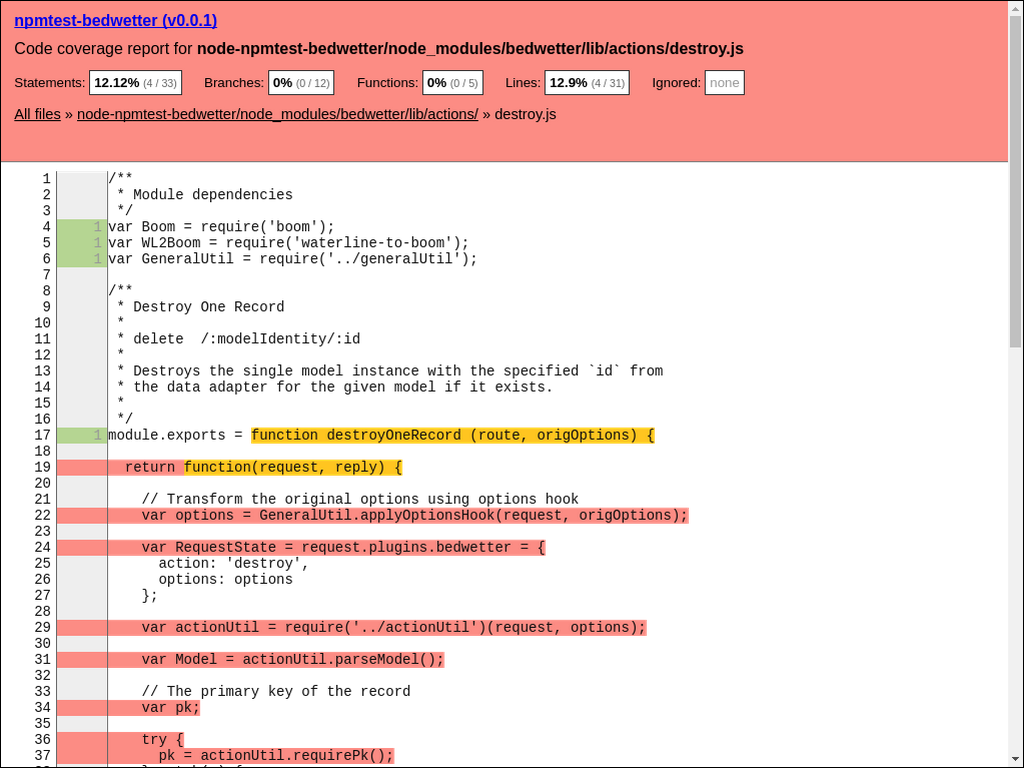 npmtest-bedwetter (v0.0.1)
Code coverage report for node-npmtest-bedwetter/node_modules/bedwetter/lib/actions/destroy.js
Statements: 12.12% (4 / 33) Branches: 0% (0 / 12) Functions: 0% (0 / 5) Lines: 12.9% (4 / 31) Ignored: none
All files » node-npmtest-bedwetter/node_modules/bedwetter/lib/actions/ » destroy.js
1 /**
2  * Module dependencies
3  */
4 1 var Boom = require('boom');
5 1 var WL2Boom = require('waterline-to-boom');
6 1 var GeneralUtil = require('../generalUtil');
7
8 /**
9  * Destroy One Record
10  *
11  * delete  /:modelIdentity/:id
12  *
13  * Destroys the single model instance with the specified `id` from
14  * the data adapter for the given model if it exists.
15  *
16  */
17 1 module.exports = function destroyOneRecord (route, origOptions) {
18
19   return function(request, reply) {
20
21     // Transform the original options using options hook
22     var options = GeneralUtil.applyOptionsHook(request, origOptions);
23
24     var RequestState = request.plugins.bedwetter = {
25       action: 'destroy',
26       options: options
27     };
28
29     var actionUtil = require('../actionUtil')(request, options);
30
31     var Model = actionUtil.parseModel();
32
33     // The primary key of the record
34     var pk;
35
36     try {
37       pk = actionUtil.requirePk();